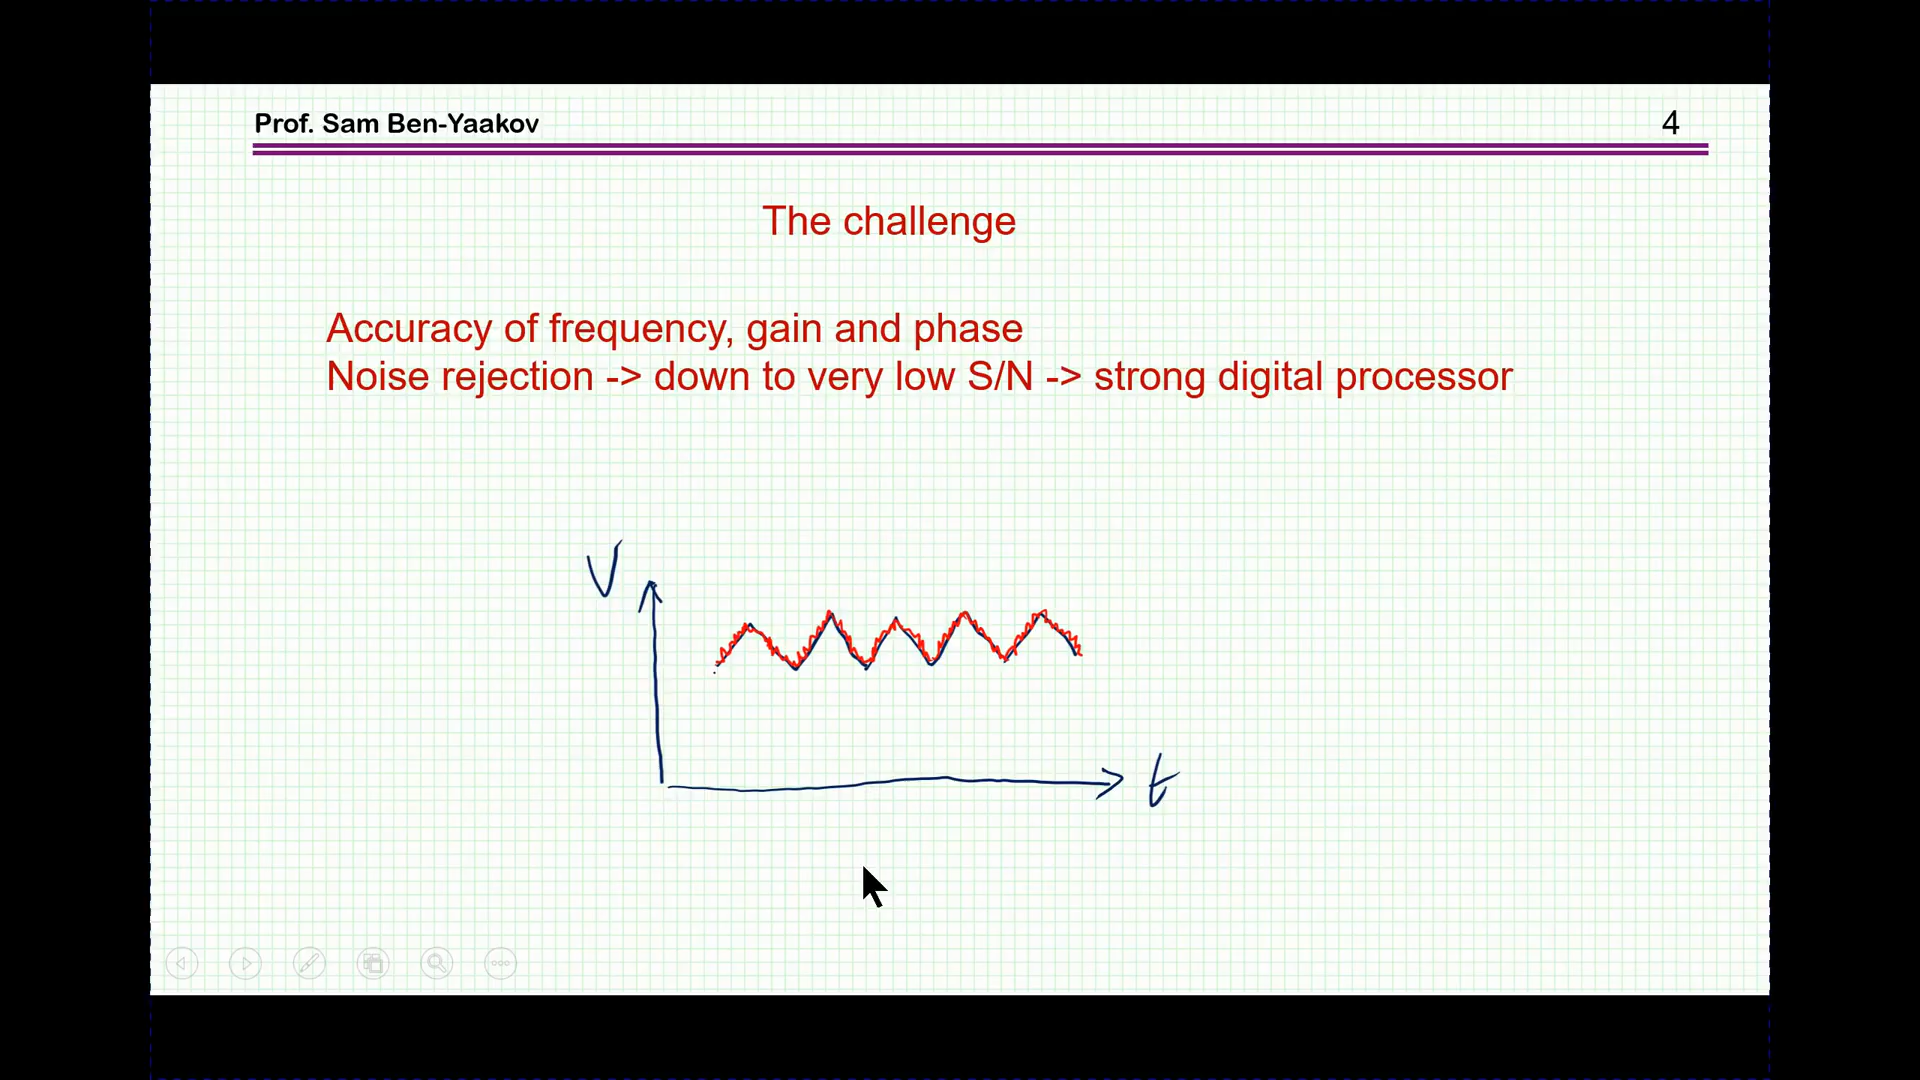 Prof. Sam Ben-Yaakov 4
The challenge
Accuracy of frequency, gain and phase
Noise rejection -> down to very low S/N -> strong digital processor
V
t